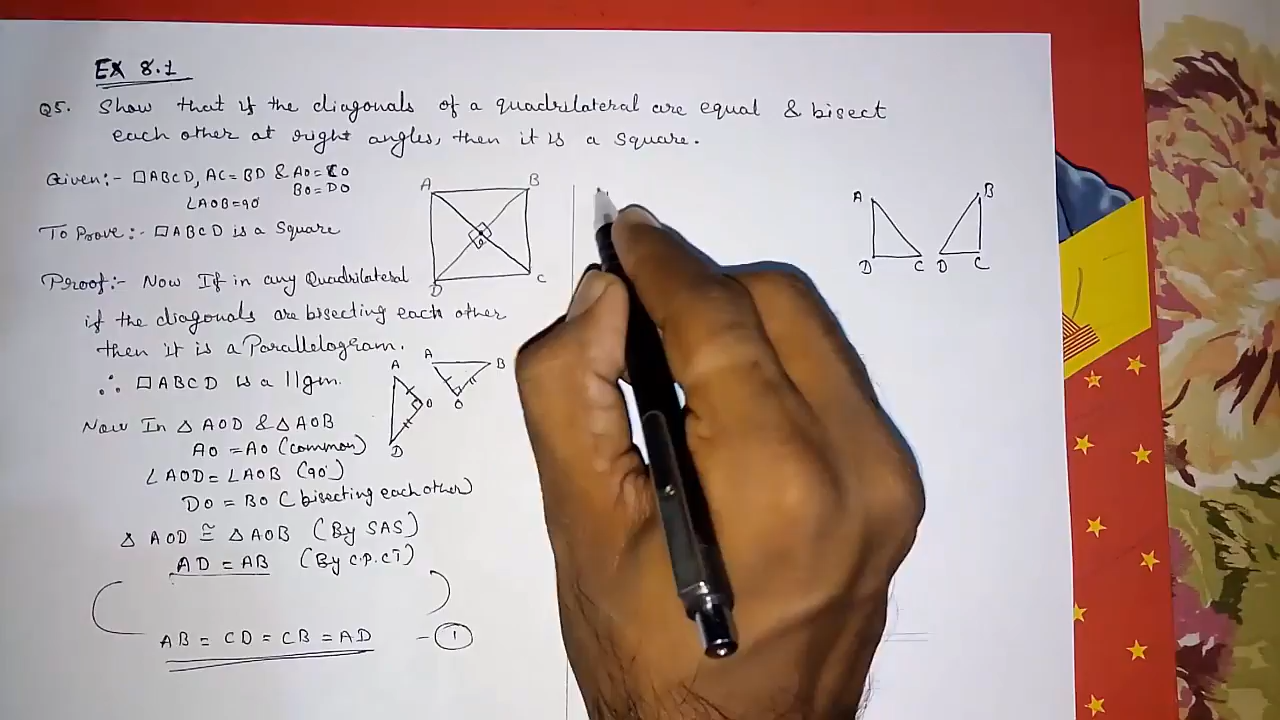 EX 8.1
Q5. Show that if the diagonals of a quadrilateral are equal & bisect
each other at right angles, then it is a square.
Given:- □ABCD, AC = BD & AO = CO
BO = DO
∠AOB = 90°
To Prove:- □ABCD is a Square
A B
O
D C
Proof:- Now If in any Quadrilateral
if the diagonals are bisecting each other
then it is a Parallelogram.
∴ □ABCD is a ||gm.
A B
O
A
O
D
Now In △AOD & △AOB
AO = AO (common)
∠AOD = ∠AOB (90°)
DO = BO (bisecting each other)
△ AOD ≅ △AOB (By SAS)
AD = AB (By C.P.CT)
AB = CD = CB = AD - ①
A B
D C D C